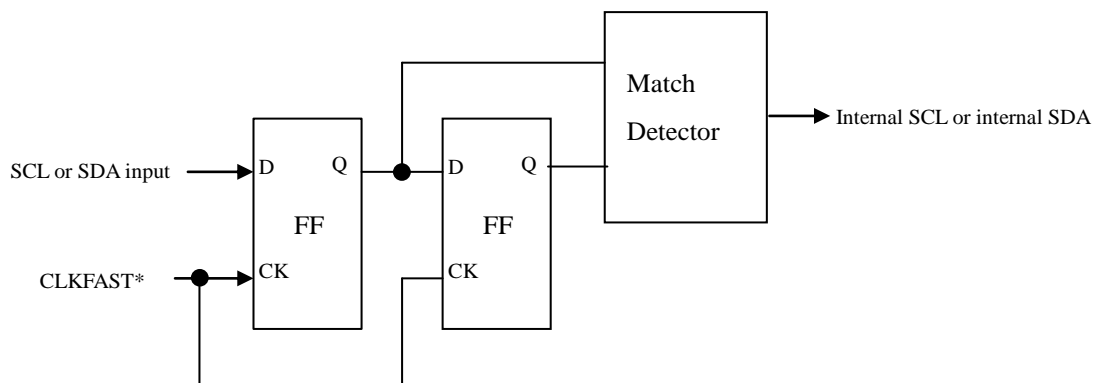 Match
Detector
Internal SCL or internal SDA
SCL or SDA input
D
Q
D
Q
FF
FF
CLKFAST*
CK
CK